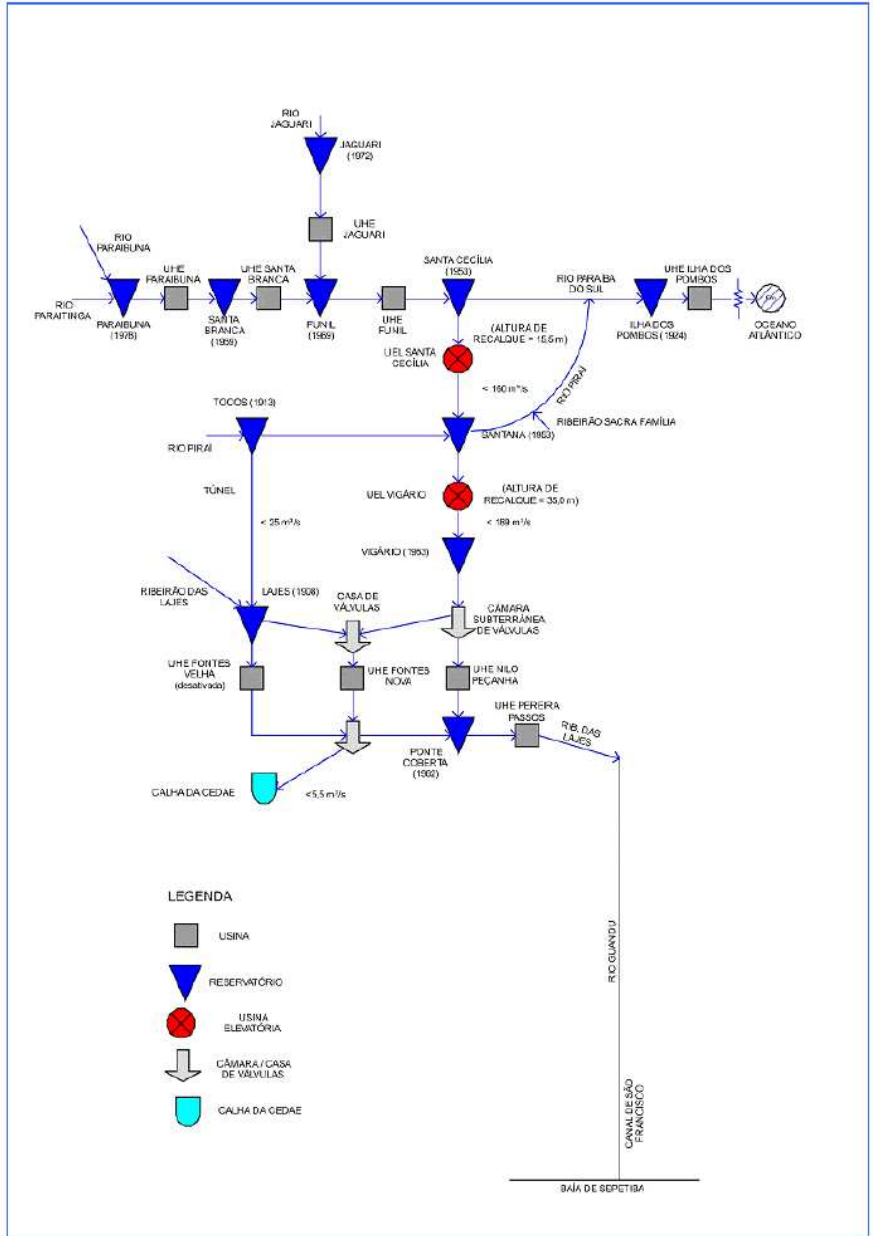 RIO
JAGUARI
JAGUARI
(1972)
UHE
JAGUARI
RIO
PARAIBUNA
UHE
PARAIBUNA
UHE SANTA
BRANCA
SANTA CECÍLIA
(1953)
RIO PARAÍBA
DO SUL
UHE ILHA DOS
POMBOS
RIO
PARAITINGA
PARAIBUNA
(1978)
SANTA
BRANCA
(1959)
FUNIL
(1969)
UHE
FUNIL
ILHA DOS
POMBOS (1924)
OCEANO
ATLÂNTICO
UEL SANTA
CECÍLIA
(ALTURA DE
RECALQUE = 15,5 m)
< 160 m³/s
RIO PIRAÍ
RIBEIRÃO SACRA FAMÍLIA
TOCOS (1913)
RIO PIRAÍ
SANTANA (1953)
TÚNEL
UEL VIGÁRIO
(ALTURA DE
RECALQUE = 35,0 m)
< 25 m³/s
< 189 m³/s
VIGÁRIO (1953)
RIBEIRÃO DAS
LAJES
LAJES (1908)
CASA DE
VÁLVULAS
CÂMARA
SUBTERRÂNEA
DE VÁLVULAS
UHE FONTES
VELHA
(desativada)
UHE FONTES
NOVA
UHE NILO
PEÇANHA
UHE PEREIRA
PASSOS
RIB. DAS
LAJES
PONTE
COBERTA
(1962)
CALHA DA CEDAE
<5,5 m³/s
LEGENDA
USINA
RESERVATÓRIO
USINA
ELEVATÓRIA
CÂMARA / CASA
DE VÁLVULAS
CALHA DA CEDAE
RIO GUANDU
CANAL DE SÃO
FRANCISCO
BAÍA DE SEPETIBA